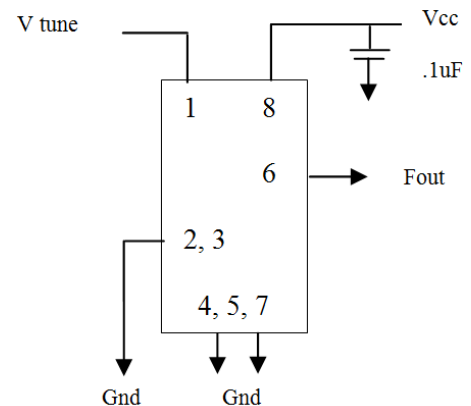 V tune
Vcc
.1uF
1 8
6
Fout
2, 3
4, 5, 7
Gnd Gnd